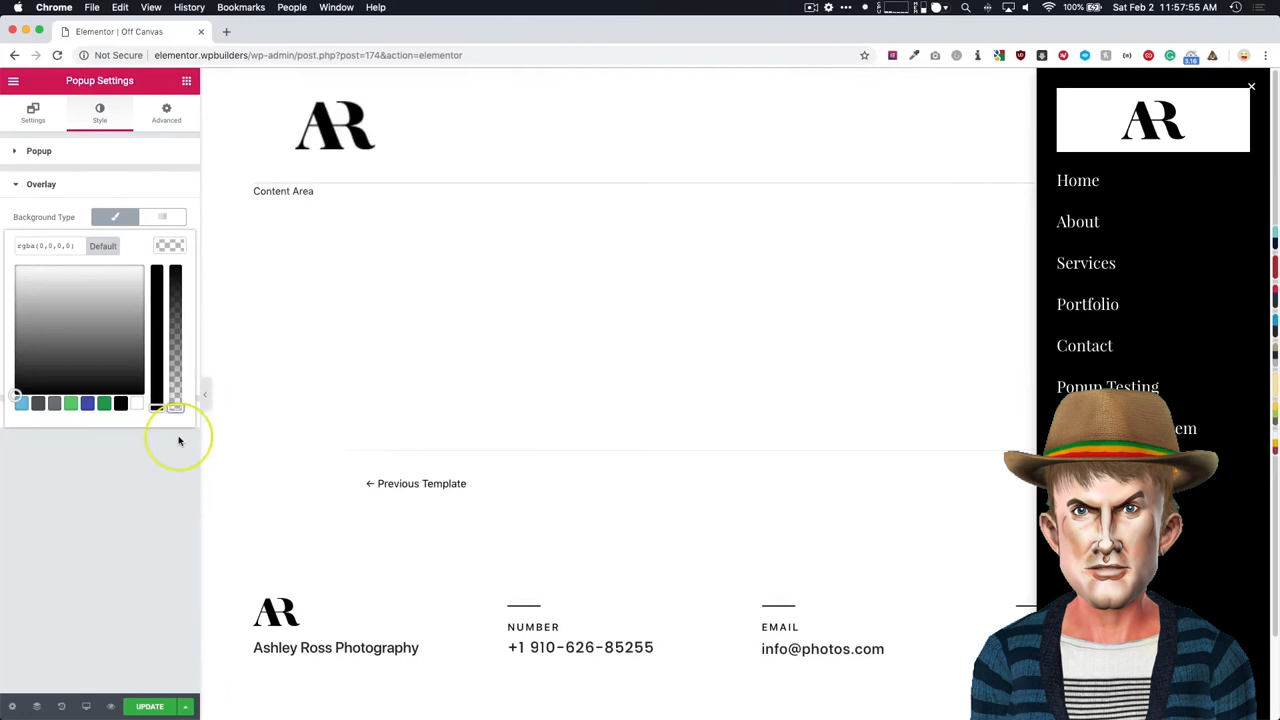 Chrome File Edit View History Bookmarks People Window Help
100% Sat Feb 2 11:57:55 AM
Elementor | Off Canvas
Not Secure elementor.wpbuilders/wp-admin/post.php?post=174&action=elementor
3.16
Popup Settings
Settings Style Advanced
Popup
Overlay
Background Type
rgba(0,0,0,0) Default
UPDATE
AR
Content Area
← Previous Template
AR
Ashley Ross Photography
NUMBER
+1 910-626-85255
EMAIL
info@photos.com
AR
Home
About
Services
Portfolio
Contact
Popup Testing
em